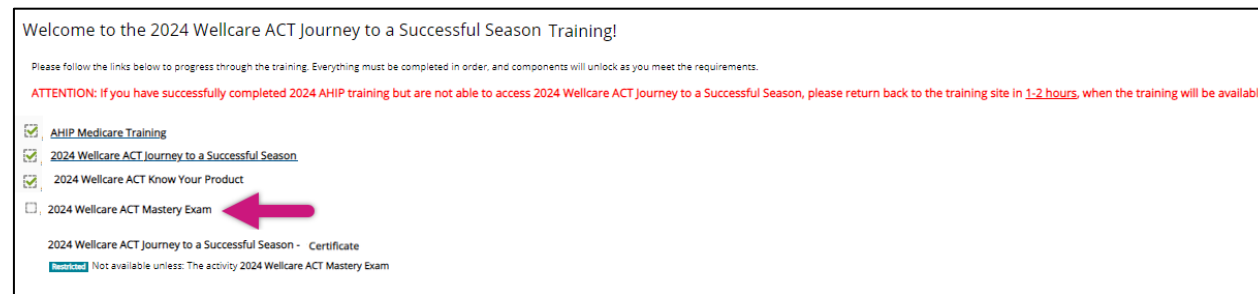 Welcome to the 2024 Wellcare ACT Journey to a Successful Season Training!
Please follow the links below to progress through the training. Everything must be completed in order, and components will unlock as you meet the requirements.
ATTENTION: If you have successfully completed 2024 AHIP training but are not able to access 2024 Wellcare ACT Journey to a Successful Season, please return back to the training site in 1-2 hours, when the training will be
AHIP Medicare Training
2024 Wellcare ACT Journey to a Successful Season
2024 Wellcare ACT Know Your Product
2024 Wellcare ACT Mastery Exam
2024 Wellcare ACT Journey to a Successful Season - Certificate
Restricted Not available unless: The activity 2024 Wellcare ACT Mastery Exam